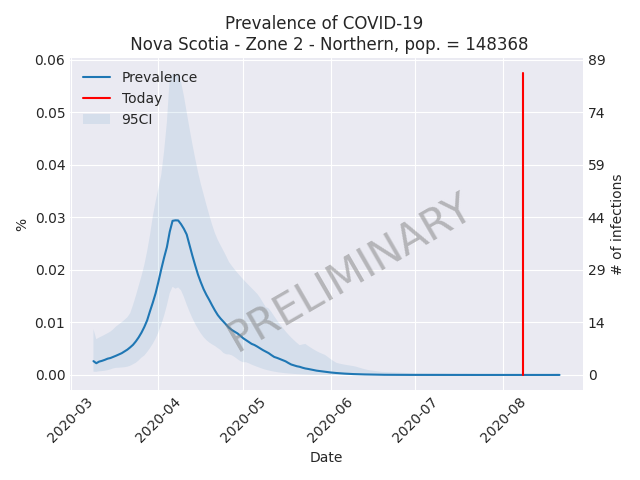 Prevalence of COVID-19
Nova Scotia - Zone 2 - Northern, pop. = 148368
Prevalence
Today
95CI
PRELIMINARY
%
0.06
0.05
0.04
0.03
0.02
0.01
0.00
89
74
59
44
29
14
0
# of infections
2020-03
2020-04
2020-05
2020-06
2020-07
2020-08
Date